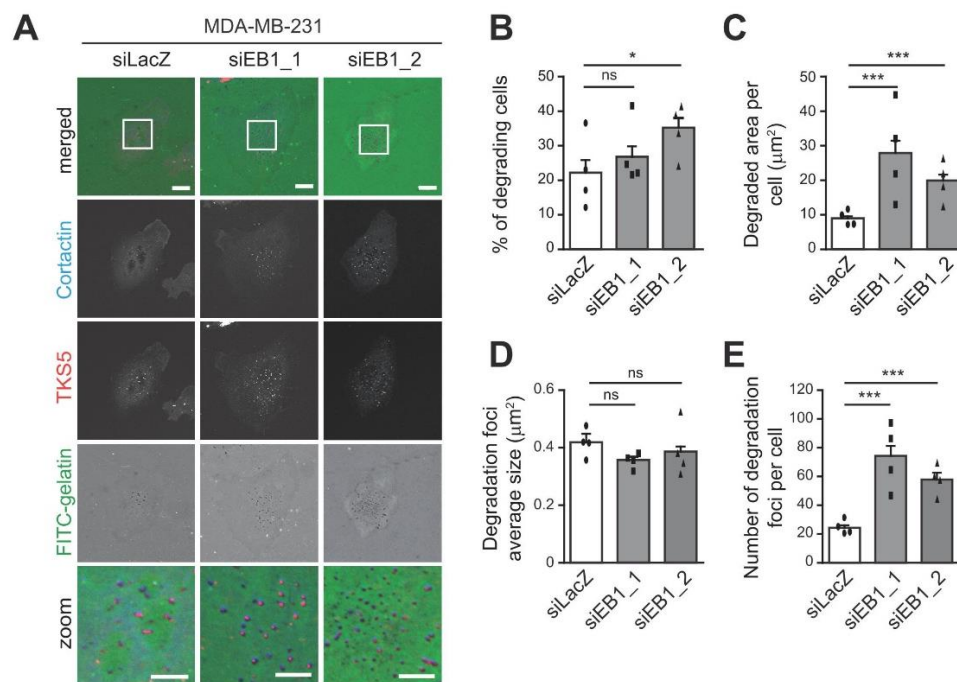 A
MDA-MB-231
siLacZ siEB1_1 siEB1_2
merged
Cortactin
TKS5
FITC-gelatin
zoom
B
% of degrading cells
50
40
30
20
10
0
ns
*
siLacZ
siEB1_1
siEB1_2
C
Degraded area per
cell (μm²)
50
40
30
20
10
0
***
***
siLacZ
siEB1_1
siEB1_2
D
Degradation foci
average size (μm²)
0.6
0.4
0.2
0
ns
ns
siLacZ
siEB1_1
siEB1_2
E
Number of degradation
foci per cell
120
100
80
60
40
20
0
***
***
siLacZ
siEB1_1
siEB1_2